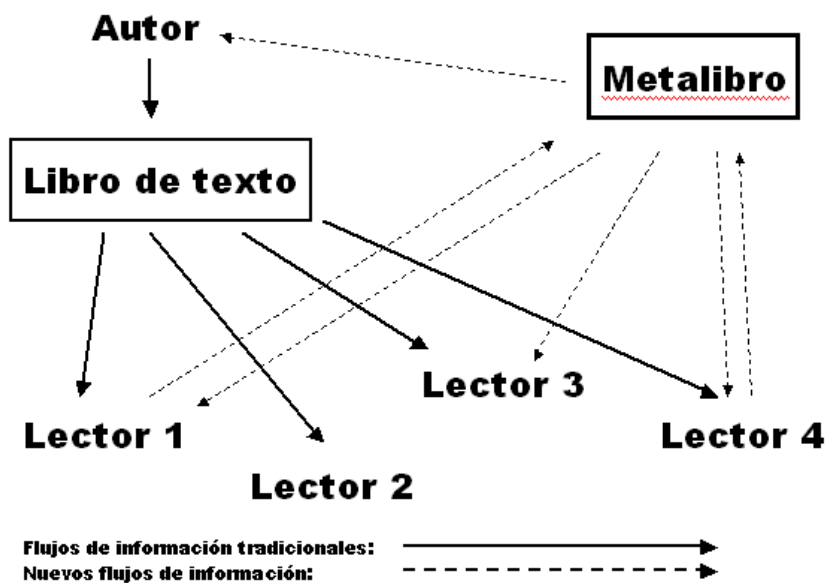 Autor
Metalibro
Libro de texto
Lector 3
Lector 1
Lector 4
Lector 2
Flujos de información tradicionales:
Nuevos flujos de información: